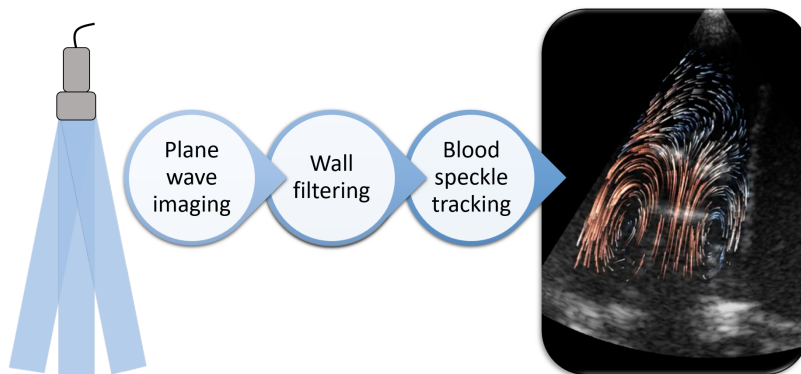 Plane
wave
imaging
Wall
filtering
Blood
speckle
tracking